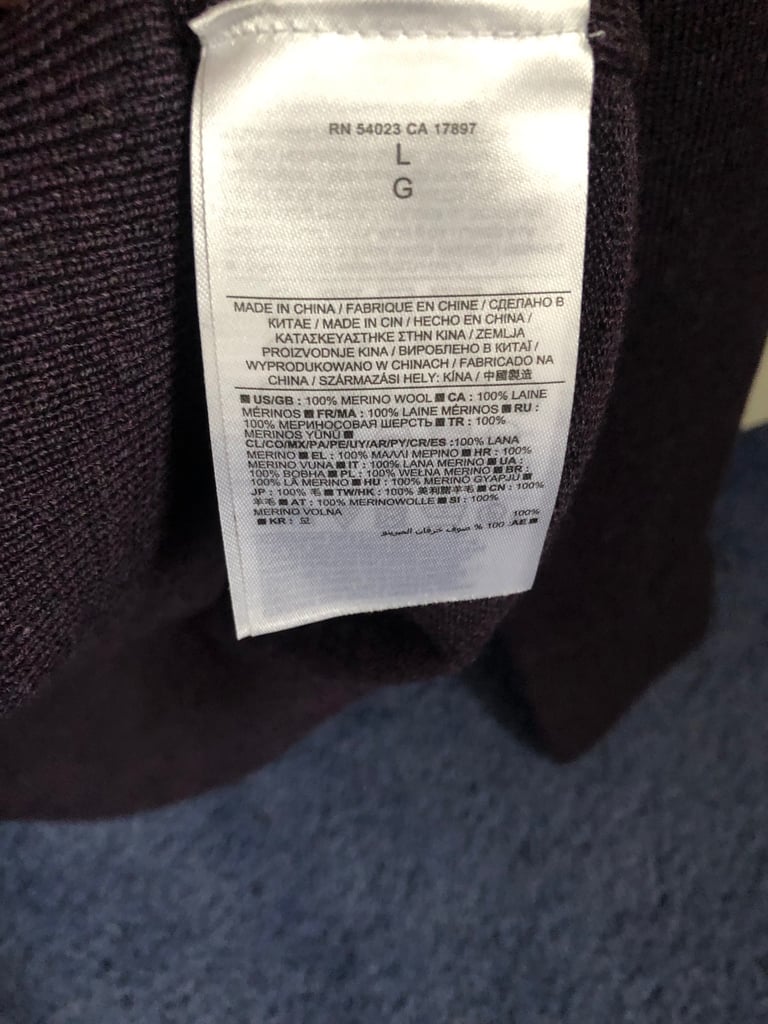 RN 54023 CA 17897
L
G
MADE IN CHINA / FABRIQUE EN CHINE / СДЕЛАНО В
КИТАЕ / MADE IN CIN / HECHO EN CHINA /
ΚΑΤΑΣΚΕΥΑΣΤΗΚΕ ΣΤΗΝ ΚΙΝΑ / ZEMLJA
PROIZVODNJE KINA / ВИРОБЛЕНО В КИТАЇ /
WYPRODUKOWANO W CHINACH / FABRICADO NA
CHINA / SZÁRMAZÁSI HELY: KÍNA / 中國製造
■ US/GB : 100% MERINO WOOL ■ CA : 100% LAINE
MÉRINOS ■ FR/MA : 100% LAINE MÉRINOS ■ RU :
100% МЕРИНОСОВАЯ ШЕРСТЬ ■ TR : 100%
MERINOS YÜNÜ ■
CL/CO/MX/PA/PE/UY/AR/PY/CR/ES :100% LANA
MERINO ■ EL : 100% ΜΑΛΛΙ ΜΕΡΙΝΟ ■ HR : 100%
MERINO VUNA ■ IT : 100% LANA MERINO ■ UA :
100% ВОВНА ■ PL : 100% WEŁNA MERINO ■ BR :
100% LÃ MERINO ■ HU : 100% MERINO GYAPJÚ ■
JP : 100% 毛 ■ TW/HK : 100% 美利諾羊毛 ■ CN : 100%
羊毛 ■ AT : 100% MERINOWOLLE ■ SI : 100%
MERINO VOLNA
■ KR : 모 100%
■ AE: 100 % صوف خرفان المرينو